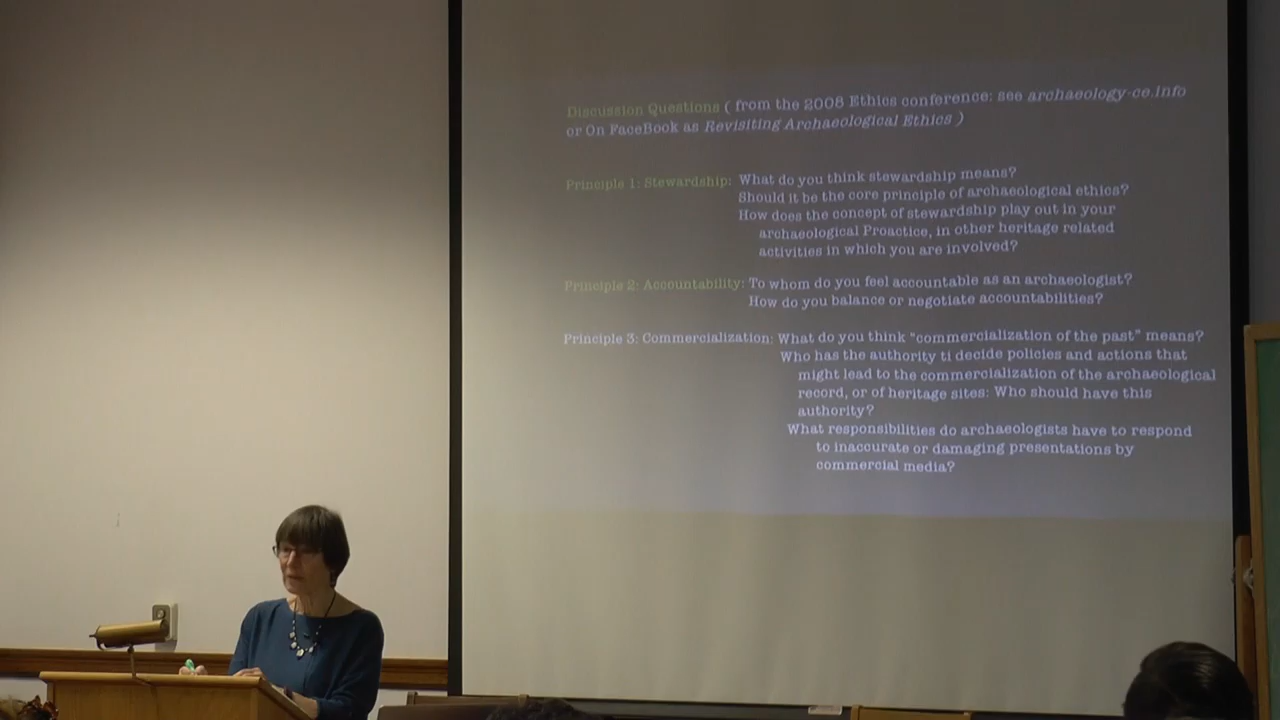 Discussion Questions ( from the 2008 Ethics conference: see archaeology-ce.info
or On FaceBook as Revisiting Archaeological Ethics )
Principle 1: Stewardship: What do you think stewardship means?
Should it be the core principle of archaeological ethics?
How does the concept of stewardship play out in your
archaeological Proactice, in other heritage related
activities in which you are involved?
Principle 2: Accountability: To whom do you feel accountable as an archaeologist?
How do you balance or negotiate accountabilities?
Principle 3: Commercialization: What do you think "commercialization of the past" means?
Who has the authority ti decide policies and actions that
might lead to the commercialization of the archaeological
record, or of heritage sites: Who should have this
authority?
What responsibilities do archaeologists have to respond
to inaccurate or damaging presentations by
commercial media?